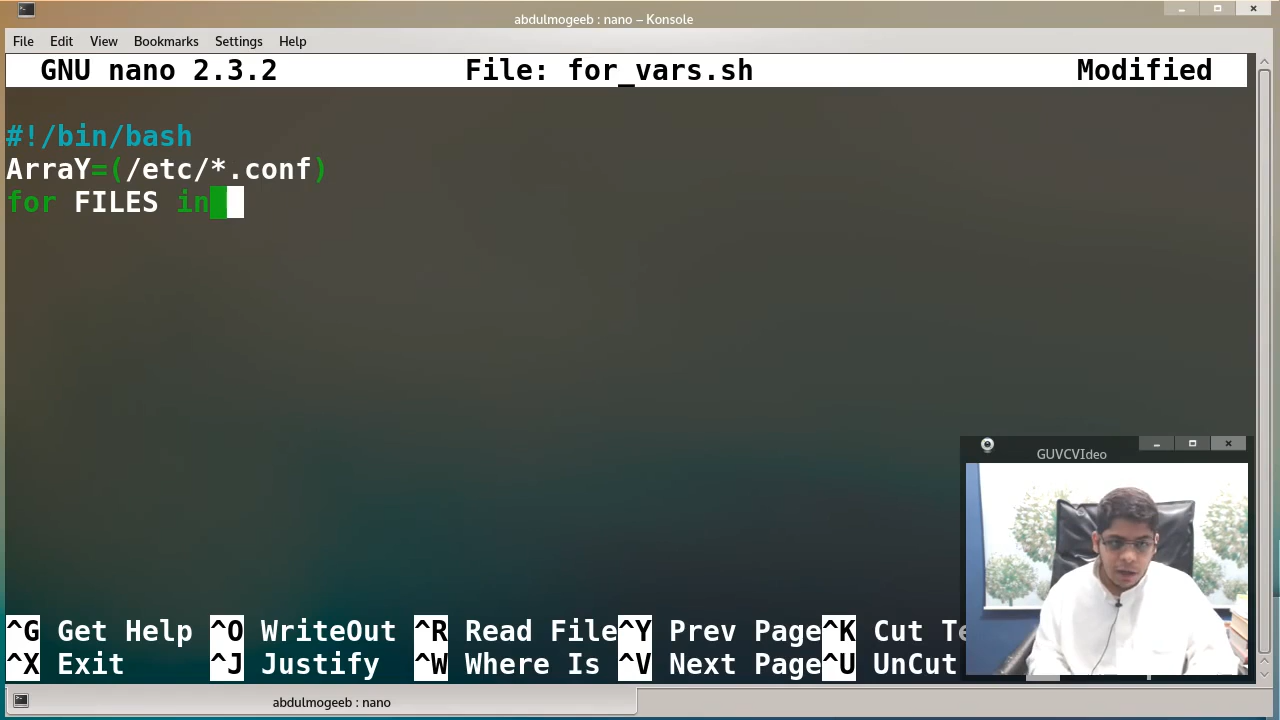 abdulmogeeb : nano – Konsole
File Edit View Bookmarks Settings Help
GNU nano 2.3.2 File: for_vars.sh Modified
#!/bin/bash
ArraY=(/etc/*.conf)
for FILES in
GUVCVIdeo
^G Get Help ^O WriteOut ^R Read File ^Y Prev Page ^K Cut Te
^X Exit ^J Justify ^W Where Is ^V Next Page ^U UnCut
abdulmogeeb : nano